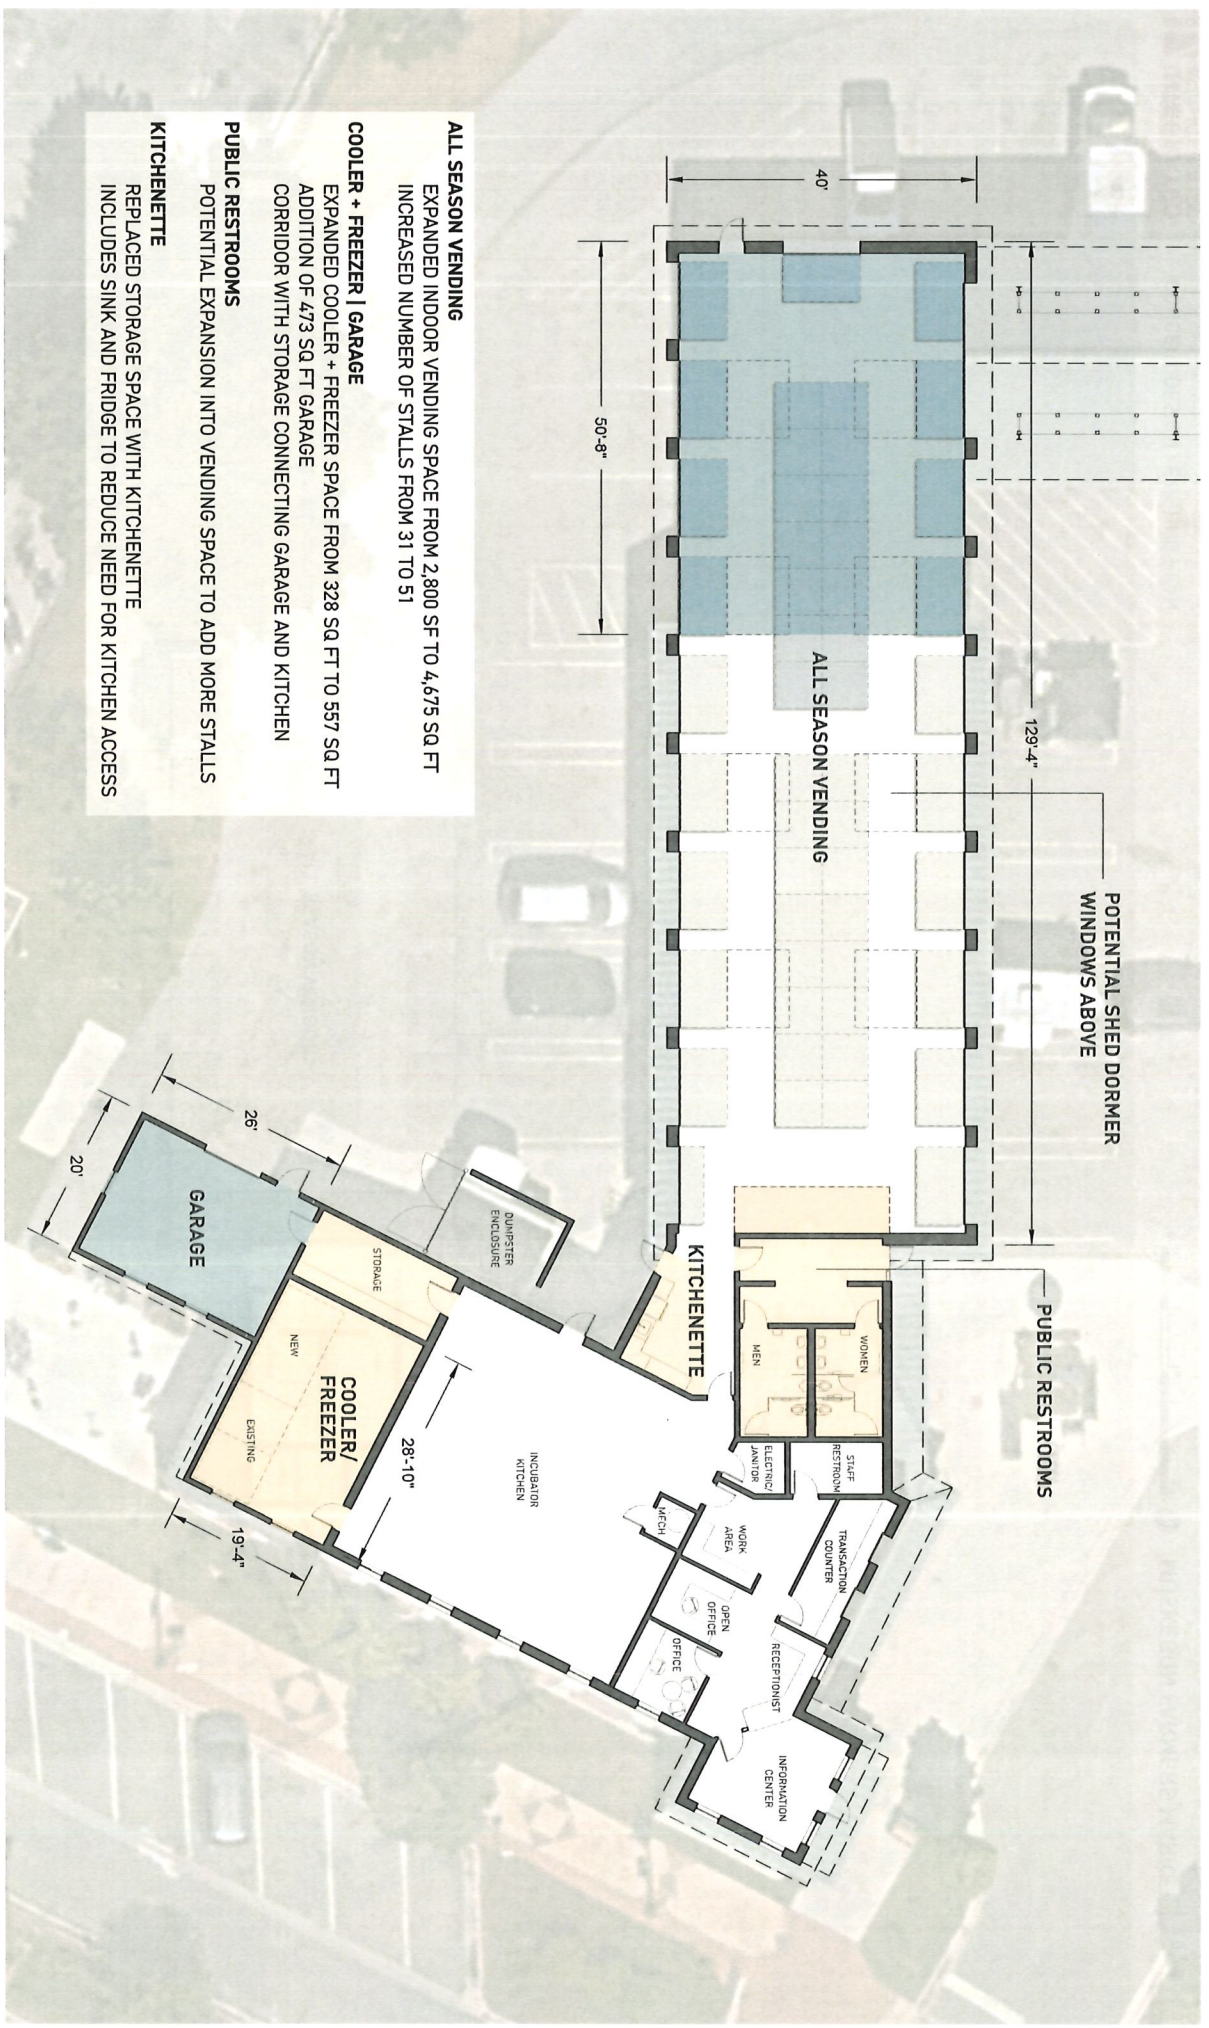 ALL SEASON VENDING
EXPANDED INDOOR VENDING SPACE FROM 2,800 SF TO 4,675 SQ FT
INCREASED NUMBER OF STALLS FROM 31 TO 51
COOLER + FREEZER | GARAGE
EXPANDED COOLER + FREEZER SPACE FROM 328 SQ FT TO 557 SQ FT
ADDITION OF 473 SQ FT GARAGE
CORRIDOR WITH STORAGE CONNECTING GARAGE AND KITCHEN
PUBLIC RESTROOMS
POTENTIAL EXPANSION INTO VENDING SPACE TO ADD MORE STALLS
KITCHENETTE
REPLACED STORAGE SPACE WITH KITCHENETTE
INCLUDES SINK AND FRIDGE TO REDUCE NEED FOR KITCHEN ACCESS
40'
129'-4"
50'-8"
POTENTIAL SHED DORMER
WINDOWS ABOVE
ALL SEASON VENDING
PUBLIC RESTROOMS
KITCHENETTE
WOMEN
MEN
STAFF
RESTROOM
ELECTRIC/
JANITOR
TRANSACTION
COUNTER
WORK
AREA
MECH
OPEN
OFFICE
OFFICE
RECEPTIONIST
INFORMATION
CENTER
INCUBATOR
KITCHEN
28'-10"
DUMPSTER
ENCLOSURE
STORAGE
COOLER/
FREEZER
NEW
EXISTING
19'-4"
GARAGE
26'
20'